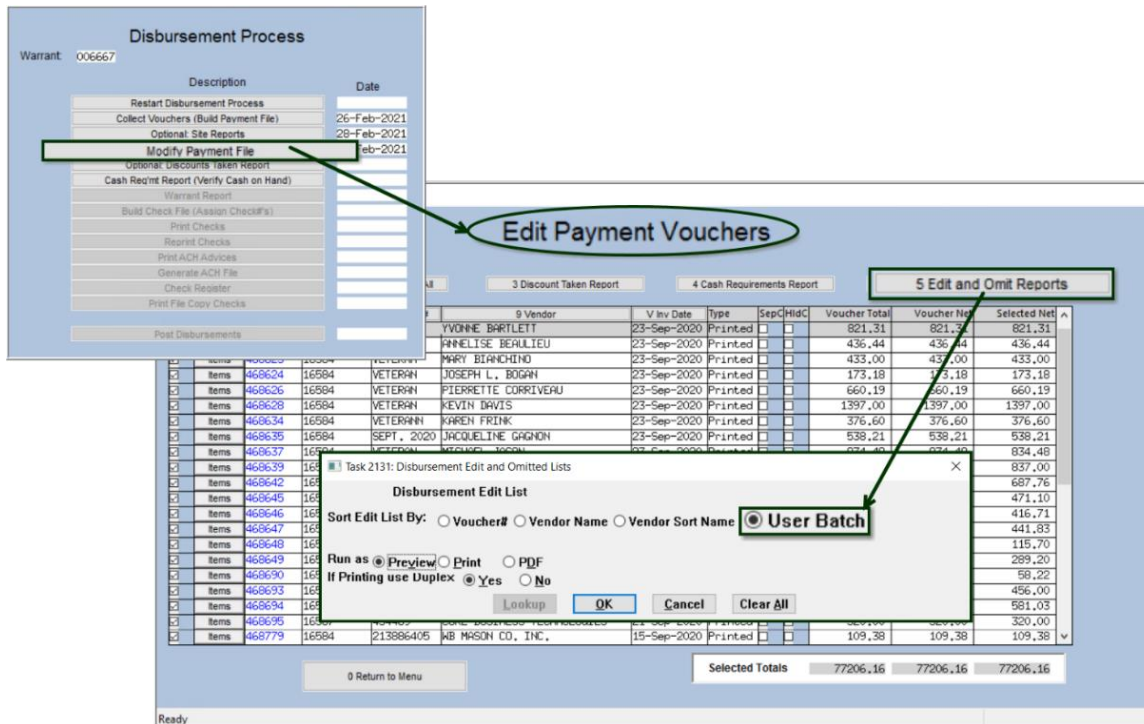 Disbursement Process
Warrant: 006667
Description Date
Restart Disbursement Process
Collect Vouchers (Build Payment File) 26-Feb-2021
Optional: Site Reports 28-Feb-2021
Modify Payment File Feb-2021
Optional: Discounts Taken Report
Cash Req'mt Report (Verify Cash on Hand)
Warrant Report
Build Check File (Assign Check#'s)
Print Checks
Reprint Checks
Print ACH Advices
Generate ACH File
Check Register
Print File Copy Checks
Post Disbursements
Edit Payment Vouchers
3 Discount Taken Report 4 Cash Requirements Report 5 Edit and Omit Reports
9 Vendor V Inv Date Type SepC HldC Voucher Total Voucher Net Selected Net
YVONNE BARTLETT 23-Sep-2020 Printed 821.31 821.31 821.31
ANNELISE BEAULIEU 23-Sep-2020 Printed 436.44 436.44 436.44
Items 468623 16584 VETERAN MARY BIANCHINO 23-Sep-2020 Printed 433.00 433.00 433.00
Items 468624 16584 VETERAN JOSEPH L. BOGAN 23-Sep-2020 Printed 173.18 173.18 173.18
Items 468626 16584 VETERAN PIERRETTE CORRIVEAU 23-Sep-2020 Printed 660.19 660.19 660.19
Items 468628 16584 VETERAN KEVIN DAVIS 23-Sep-2020 Printed 1397.00 1397.00 1397.00
Items 468634 16584 VETERANN KAREN FRINK 23-Sep-2020 Printed 376.60 376.60 376.60
Items 468635 16584 SEPT. 2020 JACQUELINE GAGNON 23-Sep-2020 Printed 538.21 538.21 538.21
Items 468637 834.48
Items 468639 837.00
Items 468642 687.76
Items 468645 471.10
Items 468646 416.71
Items 468647 441.83
Items 468648 115.70
Items 468649 289.20
Items 468690 58.22
Items 468693 456.00
Items 468694 581.03
Items 468695 320.00
Items 468779 16584 213886405 WB MASON CO. INC. 15-Sep-2020 Printed 109.38 109.38 109.38
Task 2131: Disbursement Edit and Omitted Lists
Disbursement Edit List
Sort Edit List By: Voucher# Vendor Name Vendor Sort Name User Batch
Run as Preview Print PDF
If Printing use Duplex Yes No
Lookup OK Cancel Clear All
0 Return to Menu
Selected Totals 77206.16 77206.16 77206.16
Ready